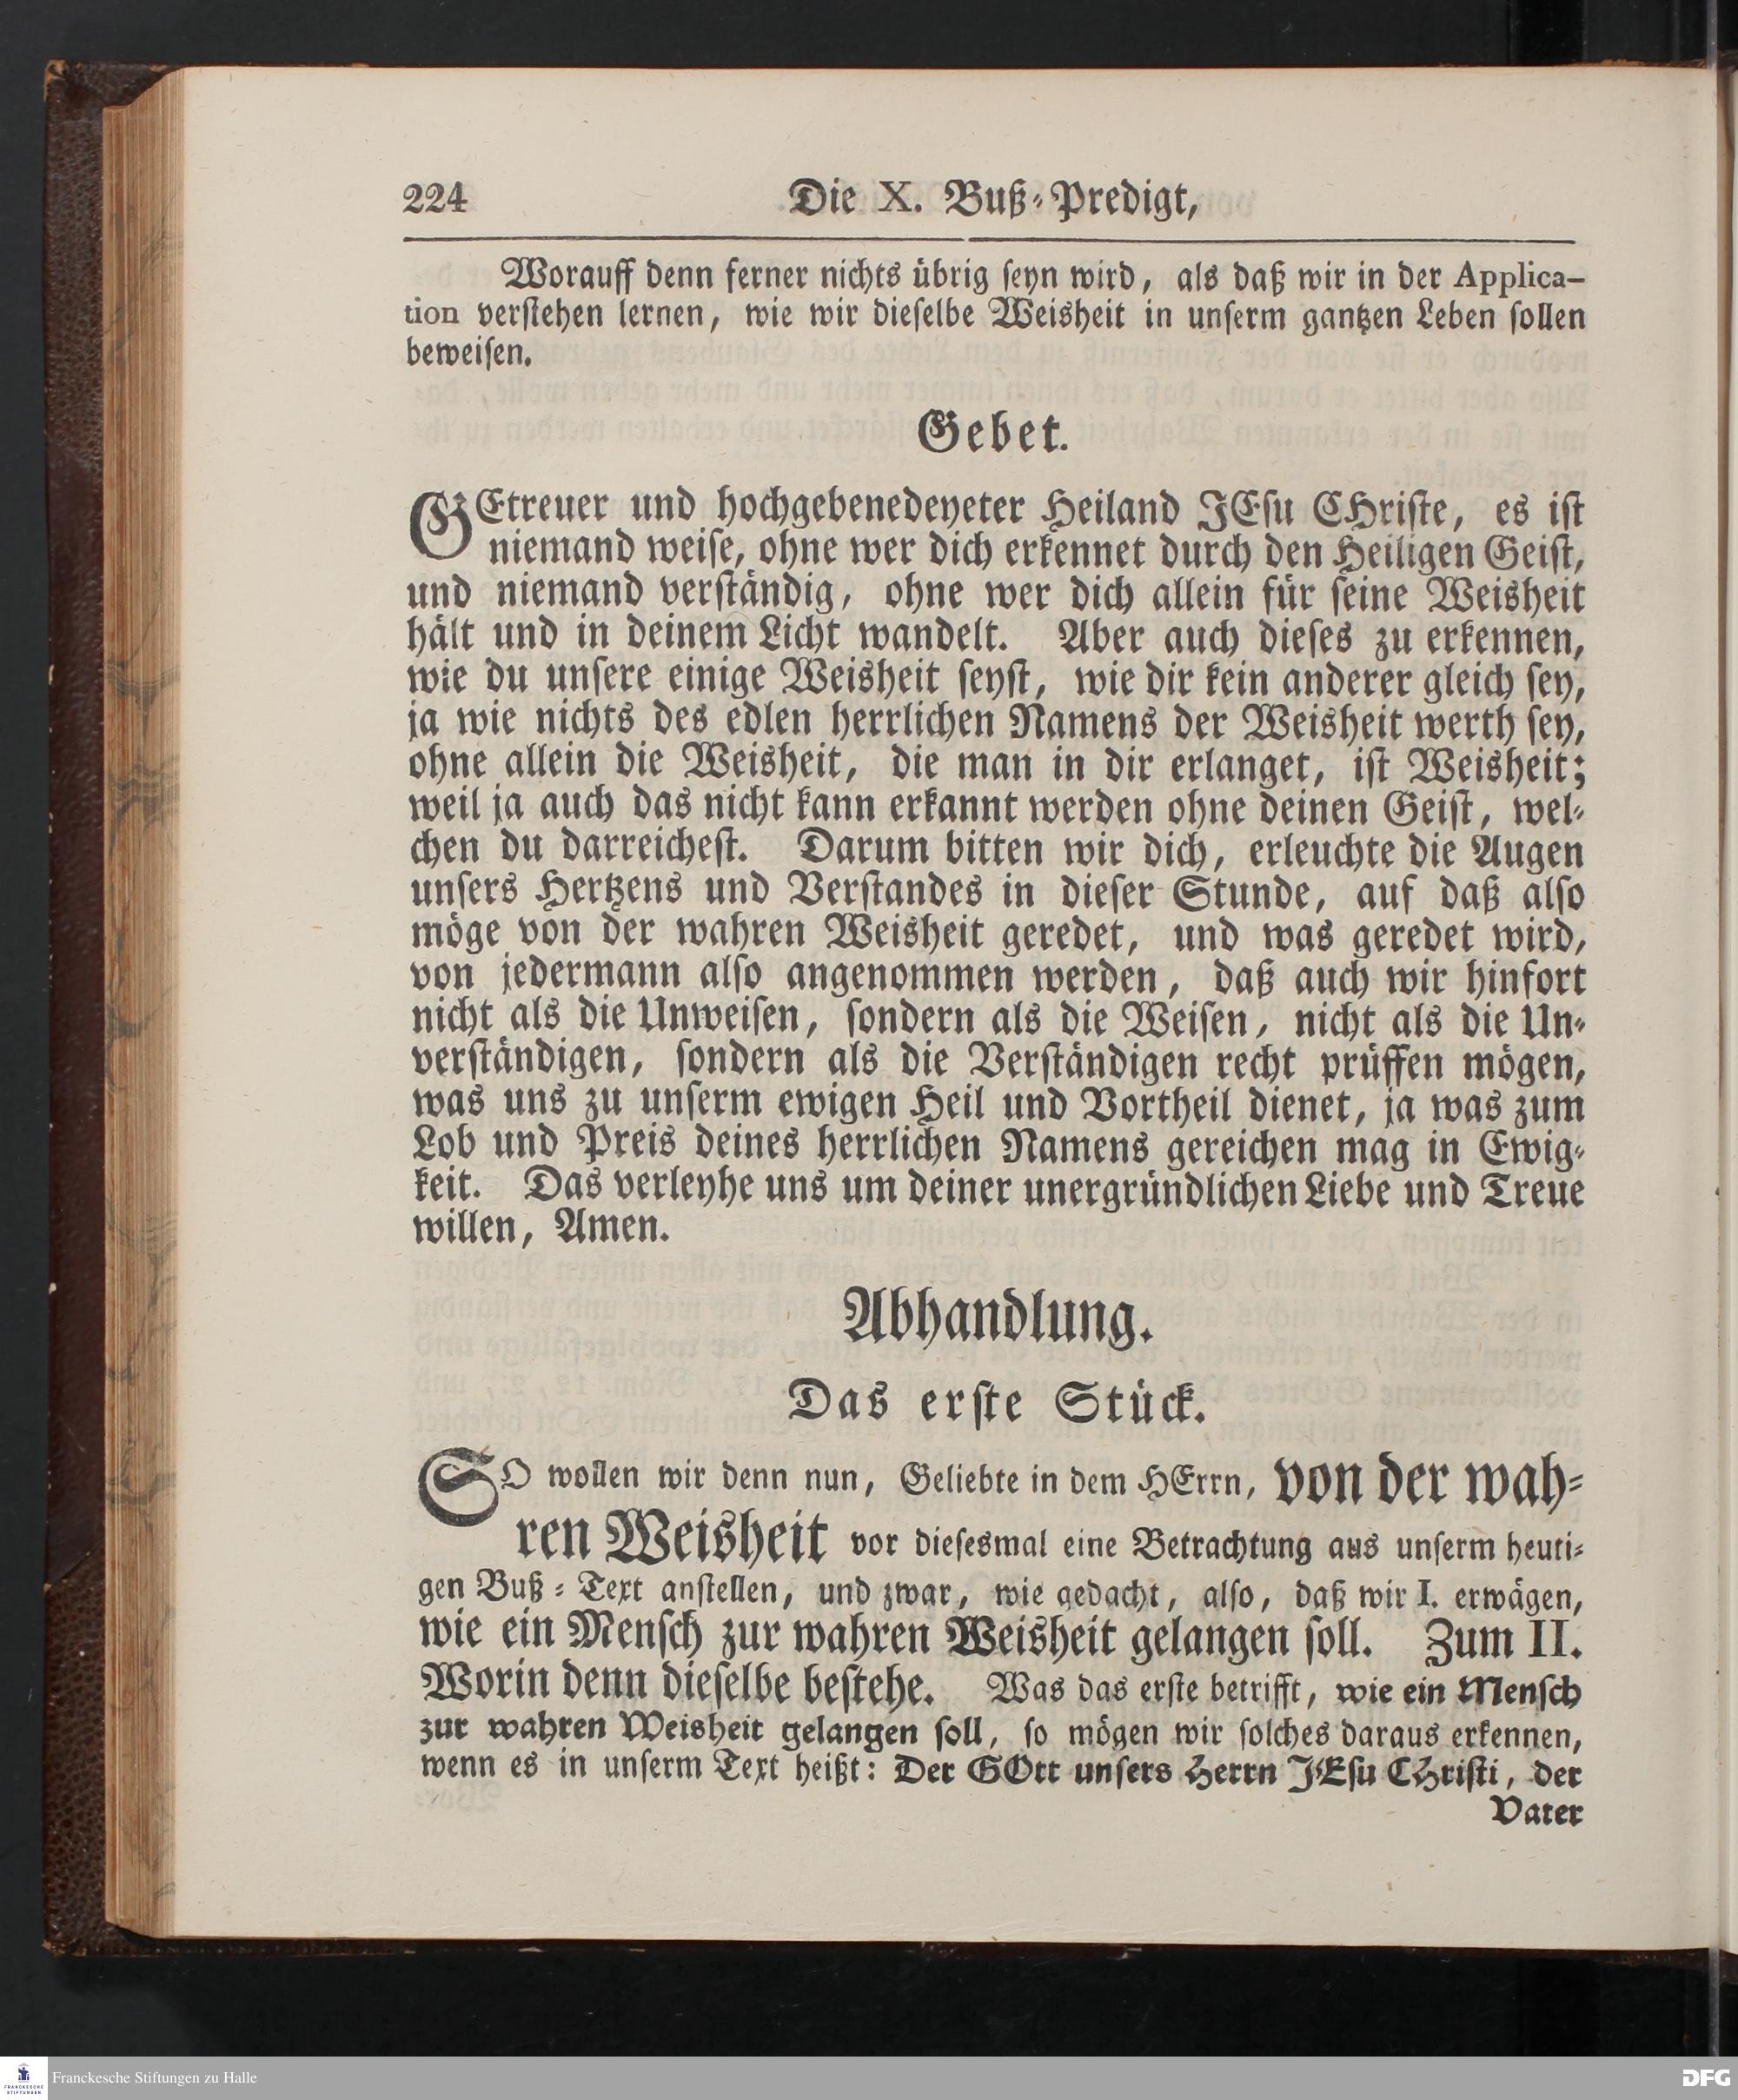 224 Die X. Buß-Predigt,
Worauff denn ferner nichts übrig ſeyn wird, als daß wir in der Applica-
tion verſtehen lernen, wie wir dieſelbe Weisheit in unſerm gantzen Leben ſollen
beweiſen.
Gebet.
GEtreuer und hochgebenedeyeter Heiland JEſu CHriſte, es iſt
niemand weiſe, ohne wer dich erkennet durch den Heiligen Geiſt,
und niemand verſtändig, ohne wer dich allein für ſeine Weisheit
hält und in deinem Licht wandelt. Aber auch dieſes zu erkennen,
wie du unſere einige Weisheit ſeyſt, wie dir kein anderer gleich ſey,
ja wie nichts des edlen herrlichen Namens der Weisheit werth ſey,
ohne allein die Weisheit, die man in dir erlanget, iſt Weisheit;
weil ja auch das nicht kann erkannt werden ohne deinen Geiſt, wel-
chen du darreicheſt. Darum bitten wir dich, erleuchte die Augen
unſers Hertzens und Verſtandes in dieſer Stunde, auf daß alſo
möge von der wahren Weisheit geredet, und was geredet wird,
von jedermann alſo angenommen werden, daß auch wir hinfort
nicht als die Unweiſen, ſondern als die Weiſen, nicht als die Un-
verſtändigen, ſondern als die Verſtändigen recht prüffen mögen,
was uns zu unſerm ewigen Heil und Vortheil dienet, ja was zum
Lob und Preis deines herrlichen Namens gereichen mag in Ewig-
keit. Das verleyhe uns um deiner unergründlichen Liebe und Treue
willen, Amen.
Abhandlung.
Das erſte Stück.
SO wollen wir denn nun, Geliebte in dem HErrn, von der wah-
ren Weisheit vor dieſesmal eine Betrachtung aus unſerm heuti-
gen Buß-Text anſtellen, und zwar, wie gedacht, alſo, daß wir I. erwägen,
wie ein Menſch zur wahren Weisheit gelangen ſoll. Zum II.
Worin denn dieſelbe beſtehe. Was das erſte betrifft, wie ein Menſch
zur wahren Weisheit gelangen ſoll, ſo mögen wir ſolches daraus erkennen,
wenn es in unſerm Text heißt: Der GOtt unſers Herrn JEſu CHriſti, der
Vater
FRANCKESCHE STIFTUNGEN
Franckesche Stiftungen zu Halle
DFG